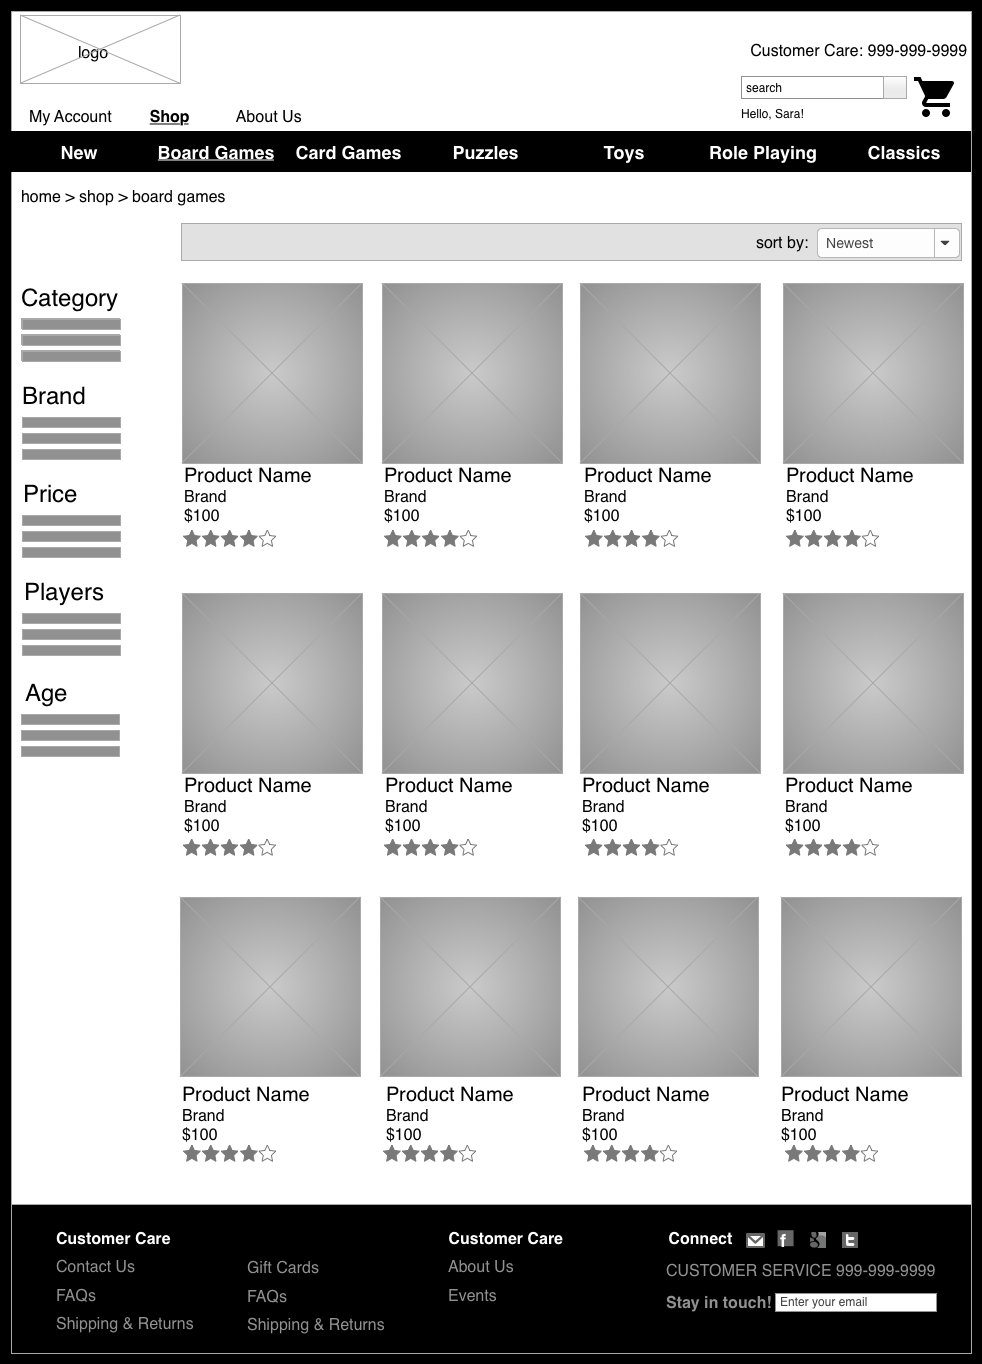 logo
Customer Care: 999-999-9999
search
Hello, Sara!
My Account Shop About Us
New Board Games Card Games Puzzles Toys Role Playing Classics
home > shop > board games
sort by: Newest
Category
Brand
Price
Players
Age
Product Name Product Name Product Name Product Name
Brand Brand Brand Brand
$100 $100 $100 $100
Product Name Product Name Product Name Product Name
Brand Brand Brand Brand
$100 $100 $100 $100
Product Name Product Name Product Name Product Name
Brand Brand Brand Brand
$100 $100 $100 $100
Customer Care
Contact Us
FAQs
Shipping & Returns
Gift Cards
FAQs
Shipping & Returns
Customer Care
About Us
Events
Connect
CUSTOMER SERVICE 999-999-9999
Stay in touch! Enter your email